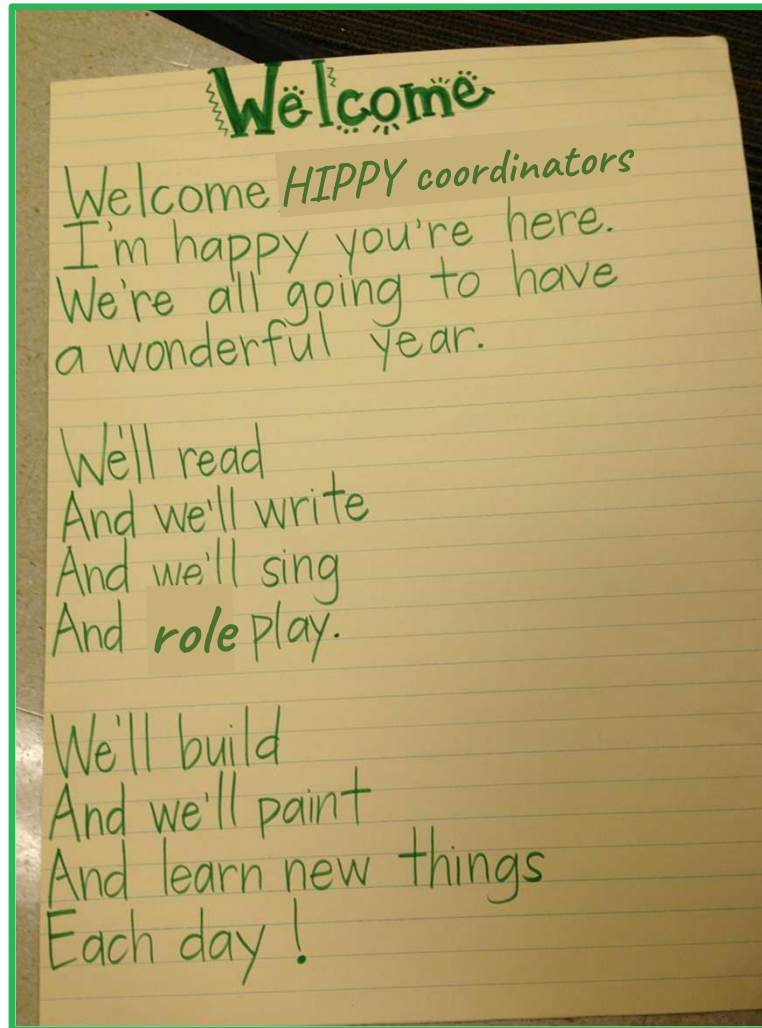 Welcome
Welcome HIPPY coordinators
I'm happy you're here.
We're all going to have
a wonderful year.
We'll read
And we'll write
And we'll sing
And role play.
We'll build
And we'll paint
And learn new things
Each day!